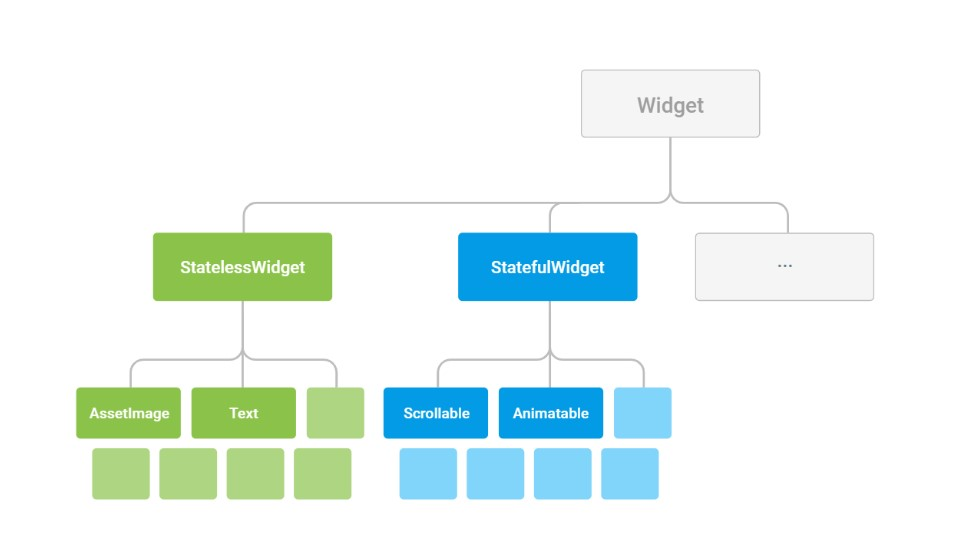 Widget
StatelessWidget
StatefulWidget
...
AssetImage
Text
Scrollable
Animatable